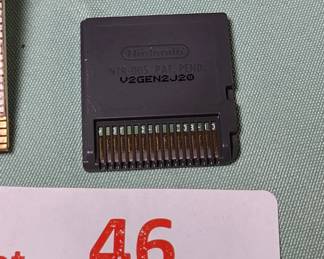 Nintendo
NTR-005 PAT. PEND.
V2GEN2J20
46